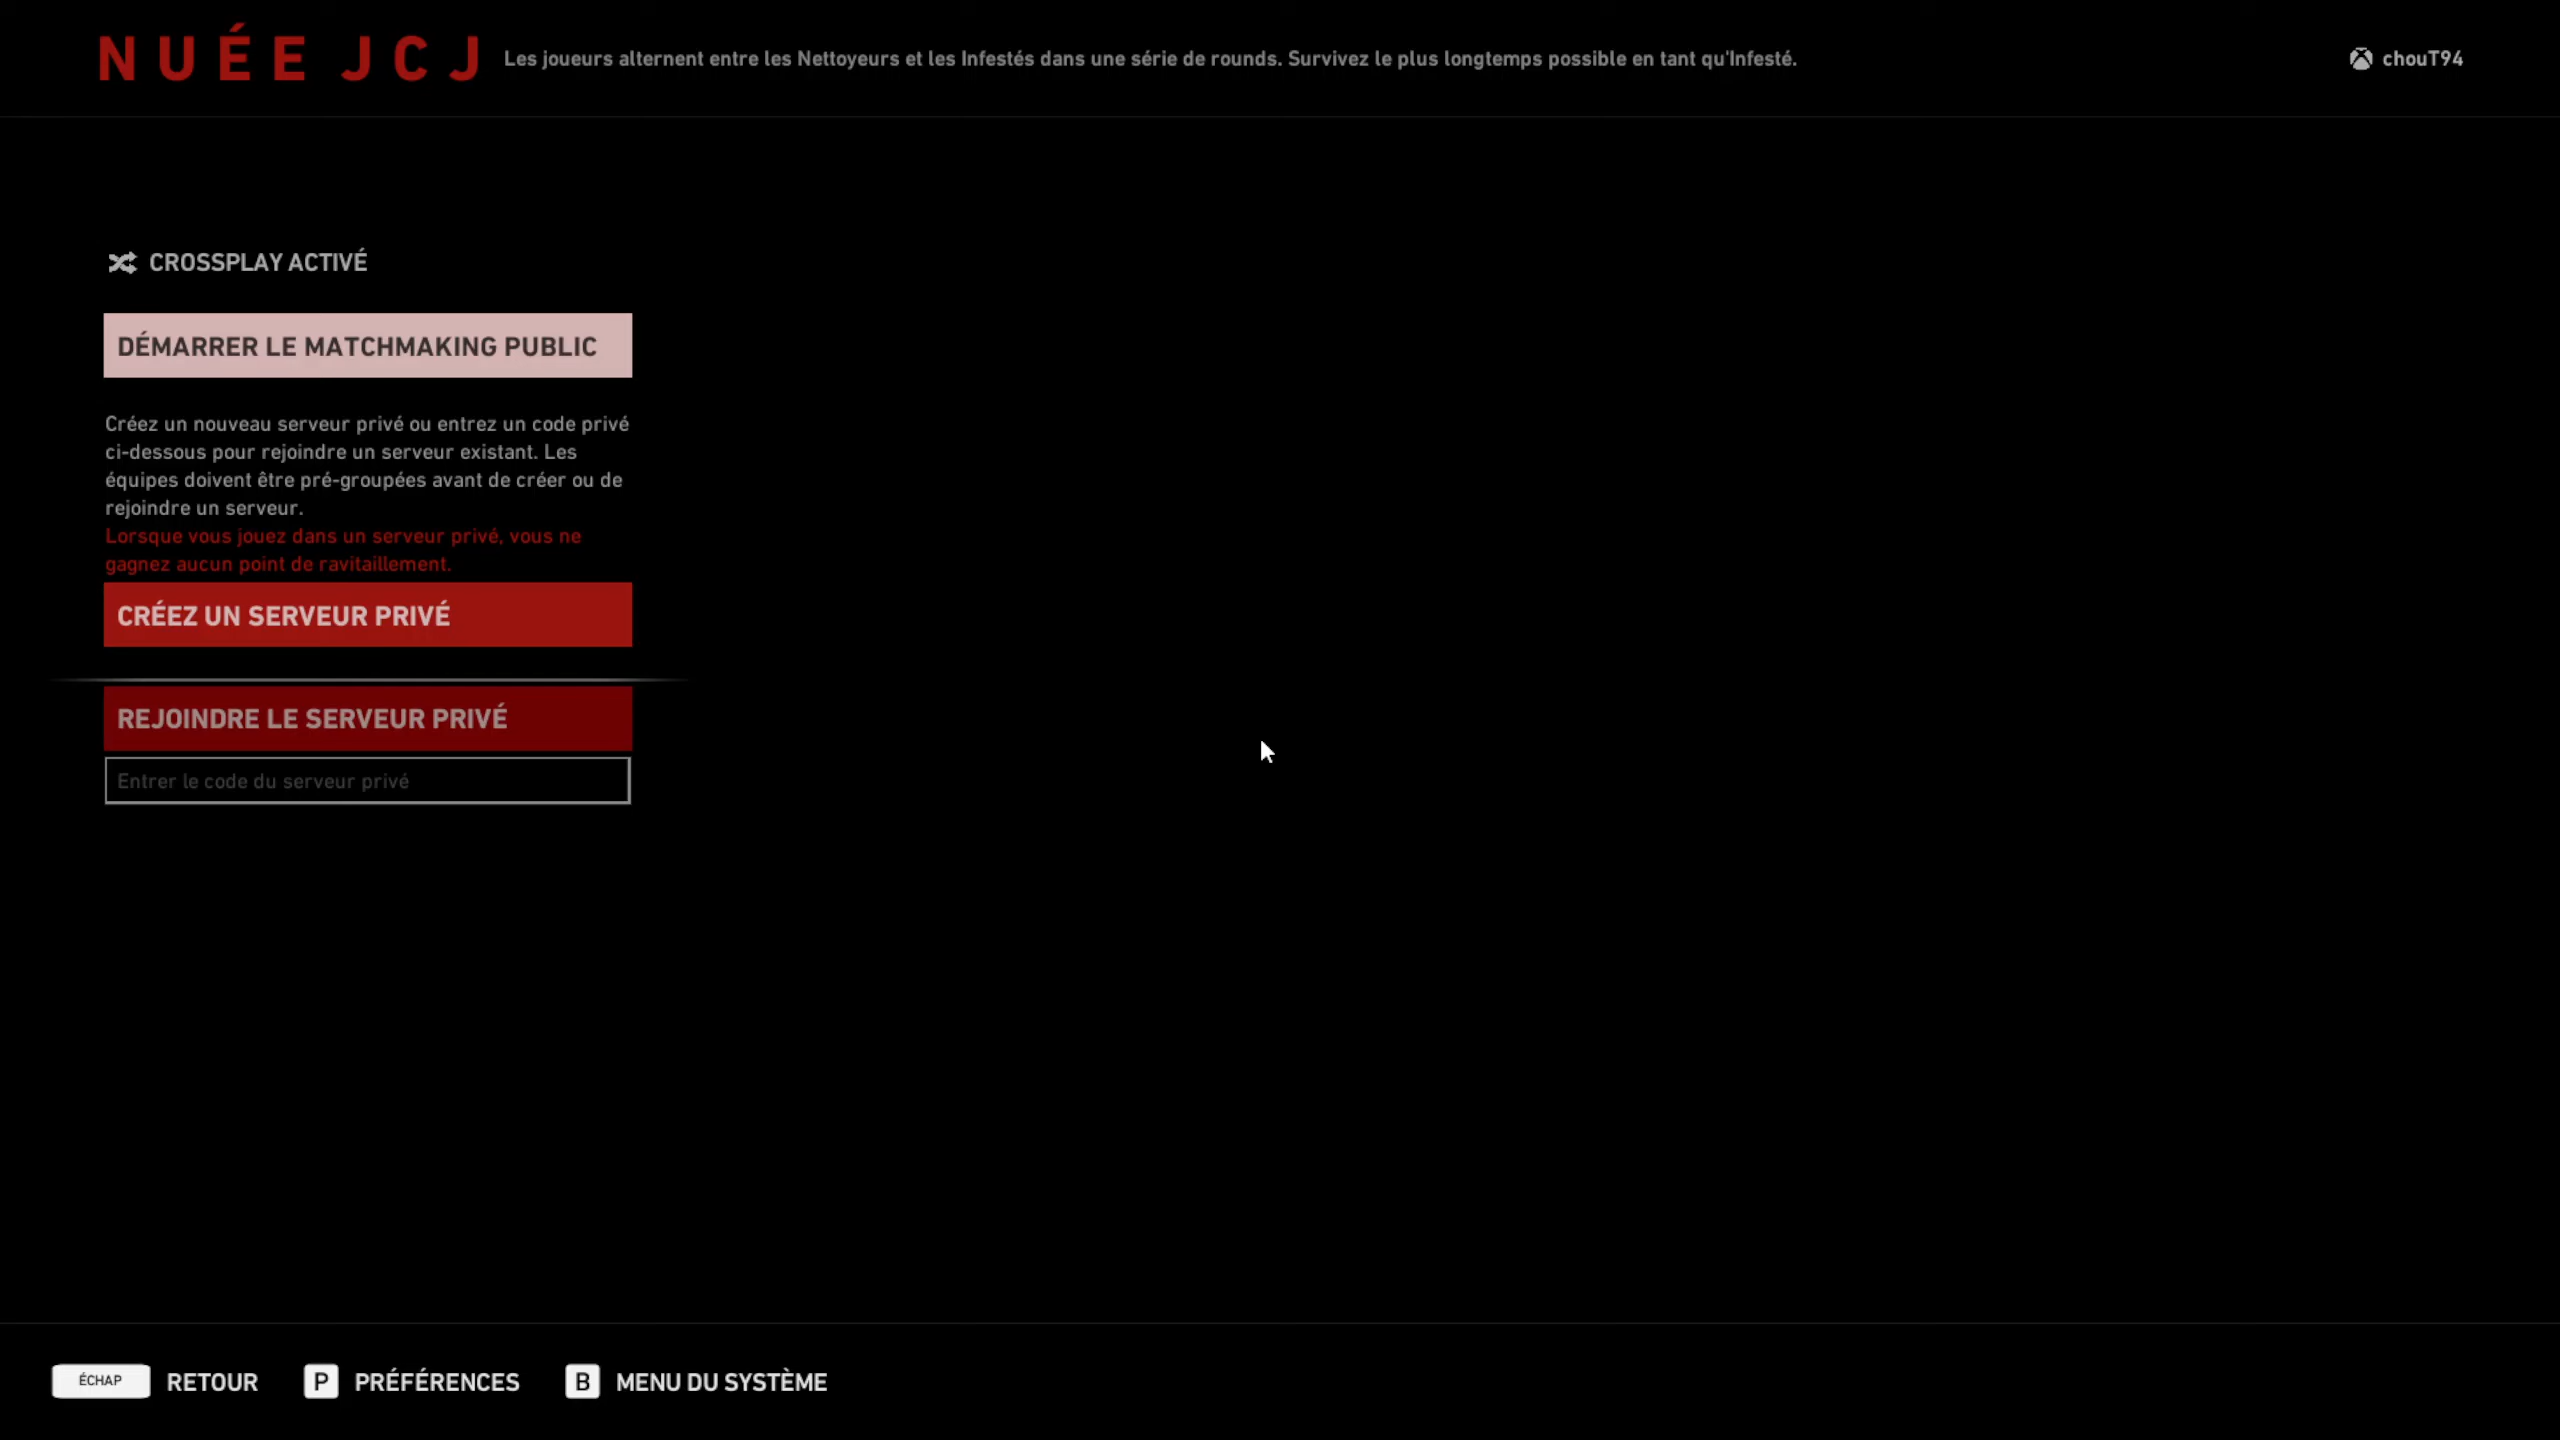 NUÉE JCJ
Les joueurs alternent entre les Nettoyeurs et les Infestés dans une série de rounds. Survivez le plus longtemps possible en tant qu'Infesté.
chouT94
CROSSPLAY ACTIVÉ
DÉMARRER LE MATCHMAKING PUBLIC
Créez un nouveau serveur privé ou entrez un code privé
ci-dessous pour rejoindre un serveur existant. Les
équipes doivent être pré-groupées avant de créer ou de
rejoindre un serveur.
Lorsque vous jouez dans un serveur privé, vous ne
gagnez aucun point de ravitaillement.
CRÉEZ UN SERVEUR PRIVÉ
REJOINDRE LE SERVEUR PRIVÉ
Entrer le code du serveur privé
ÉCHAP RETOUR P PRÉFÉRENCES B MENU DU SYSTÈME